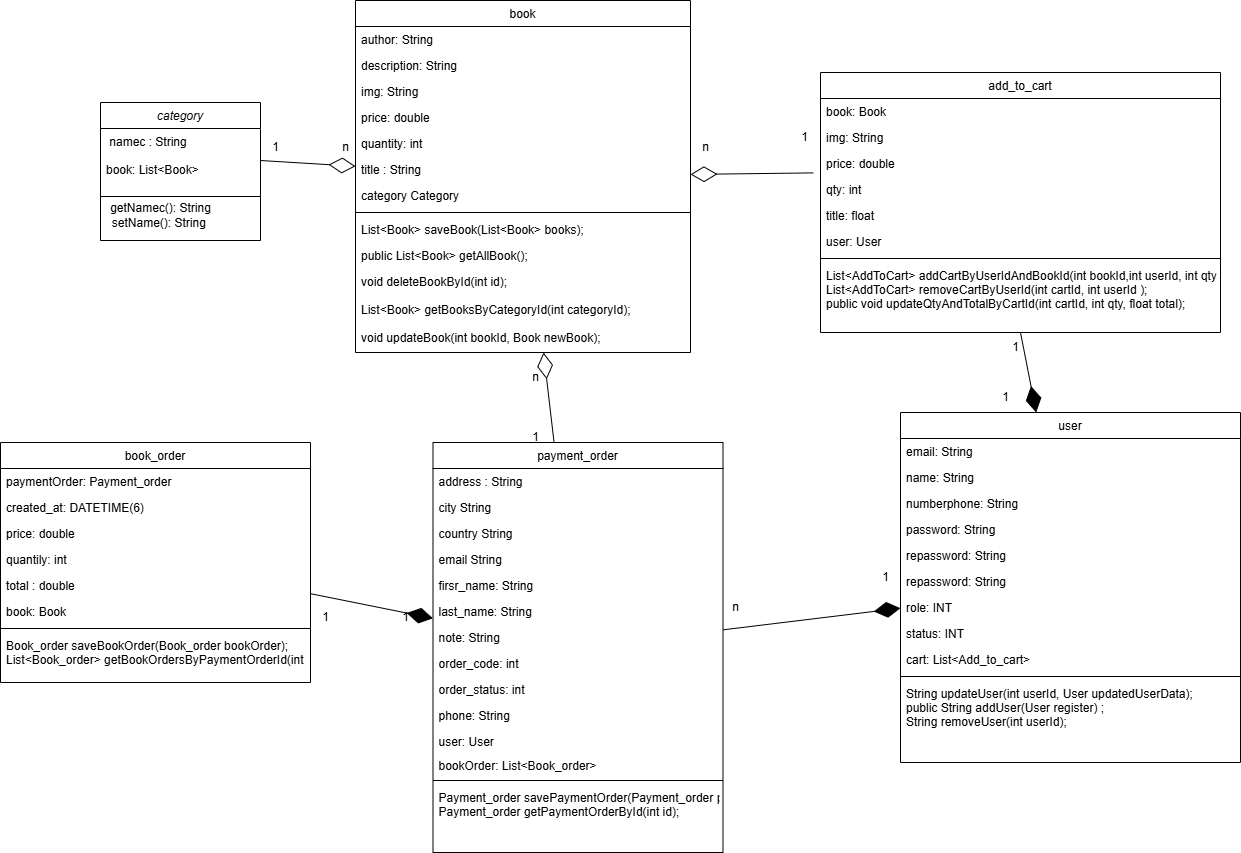 book
author: String
description: String
img: String
price: double
quantity: int
title : String
category Category
List<Book> saveBook(List<Book> books);
public List<Book> getAllBook();
void deleteBookById(int id);
List<Book> getBooksByCategoryId(int categoryId);
void updateBook(int bookId, Book newBook);
category
namec : String
book: List<Book>
getNamec(): String
setName(): String
1
n
n
1
add_to_cart
book: Book
img: String
price: double
qty: int
title: float
user: User
List<AddToCart> addCartByUserIdAndBookId(int bookId,int userId, int qty
List<AddToCart> removeCartByUserId(int cartId, int userId );
public void updateQtyAndTotalByCartId(int cartId, int qty, float total);
1
1
n
1
book_order
paymentOrder: Payment_order
created_at: DATETIME(6)
price: double
quantily: int
total : double
book: Book
Book_order saveBookOrder(Book_order bookOrder);
List<Book_order> getBookOrdersByPaymentOrderId(int
1
1
payment_order
address : String
city String
country String
email String
firsr_name: String
last_name: String
note: String
order_code: int
order_status: int
phone: String
user: User
bookOrder: List<Book_order>
Payment_order savePaymentOrder(Payment_order p
Payment_order getPaymentOrderById(int id);
n
1
user
email: String
name: String
numberphone: String
password: String
repassword: String
repassword: String
role: INT
status: INT
cart: List<Add_to_cart>
String updateUser(int userId, User updatedUserData);
public String addUser(User register) ;
String removeUser(int userId);